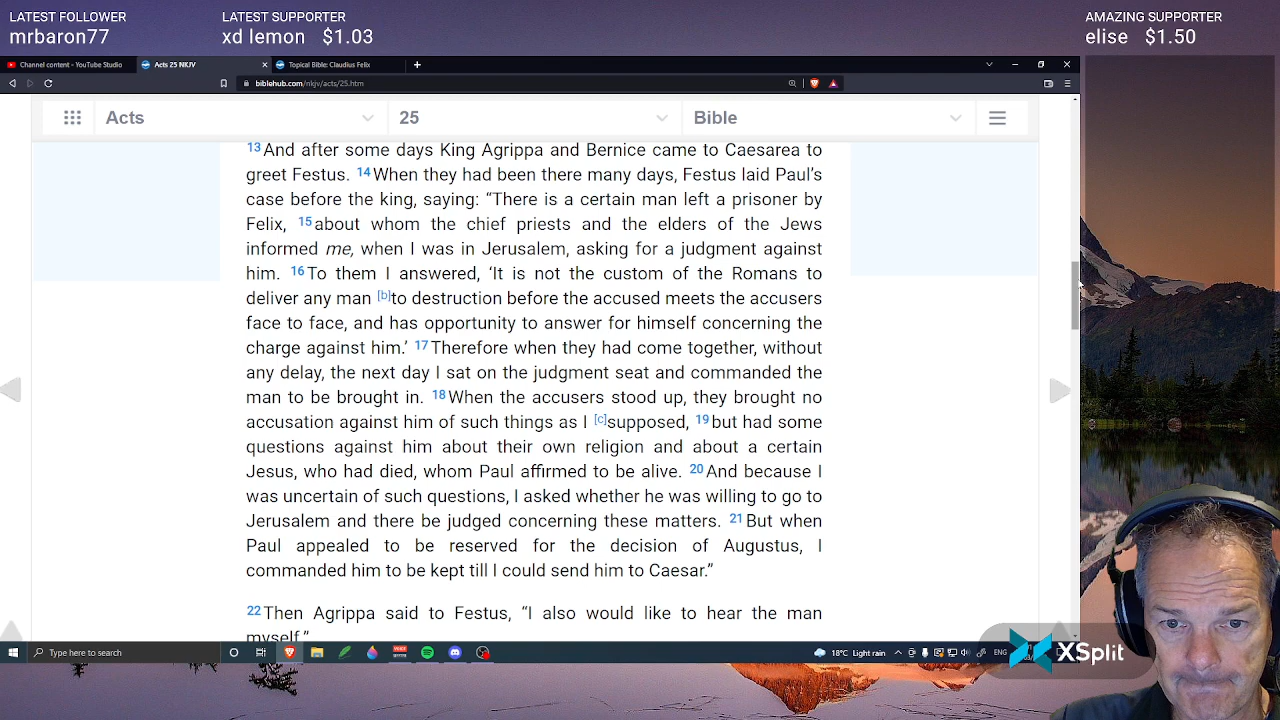 LATEST FOLLOWER
mrbaron77
LATEST SUPPORTER
xd lemon $1.03
AMAZING SUPPORTER
elise $1.50
Channel content - YouTube Studio
Acts 25 NKJV
Topical Bible: Claudius Felix
biblehub.com/nkjv/acts/25.htm
Acts
25
Bible
13 And after some days King Agrippa and Bernice came to Caesarea to
greet Festus. 14 When they had been there many days, Festus laid Paul's
case before the king, saying: “There is a certain man left a prisoner by
Felix, 15 about whom the chief priests and the elders of the Jews
informed me, when I was in Jerusalem, asking for a judgment against
him. 16 To them I answered, ‘It is not the custom of the Romans to
deliver any man [b]to destruction before the accused meets the accusers
face to face, and has opportunity to answer for himself concerning the
charge against him.’ 17 Therefore when they had come together, without
any delay, the next day I sat on the judgment seat and commanded the
man to be brought in. 18 When the accusers stood up, they brought no
accusation against him of such things as I [c]supposed, 19 but had some
questions against him about their own religion and about a certain
Jesus, who had died, whom Paul affirmed to be alive. 20 And because I
was uncertain of such questions, I asked whether he was willing to go to
Jerusalem and there be judged concerning these matters. 21 But when
Paul appealed to be reserved for the decision of Augustus, I
commanded him to be kept till I could send him to Caesar.”
22 Then Agrippa said to Festus, “I also would like to hear the man
myself.”
Type here to search
18°C Light rain
ENG
XSplit